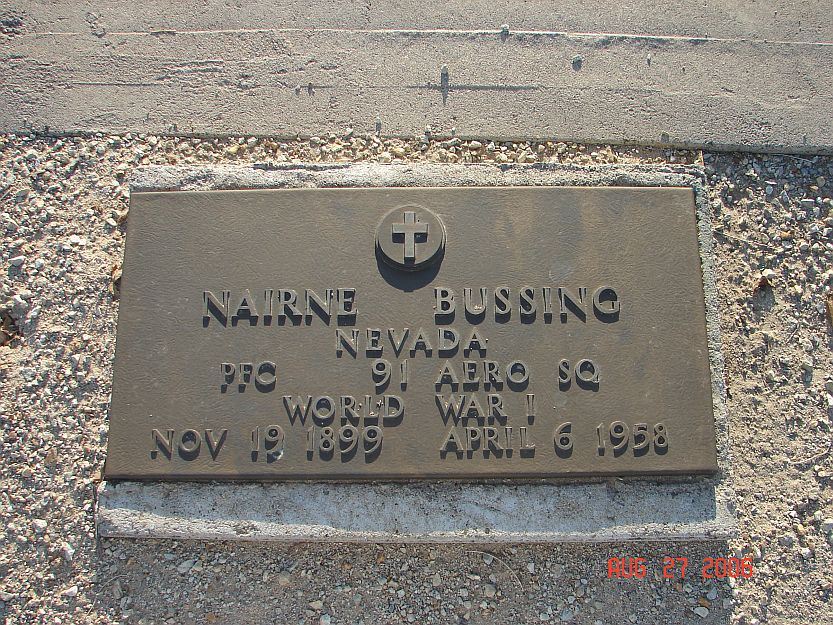 NAIRNE BUSSING
NEVADA
PFC 91 AERO SQ
WORLD WAR I
NOV 19 1899 APRIL 6 1958
AUG 27 2006